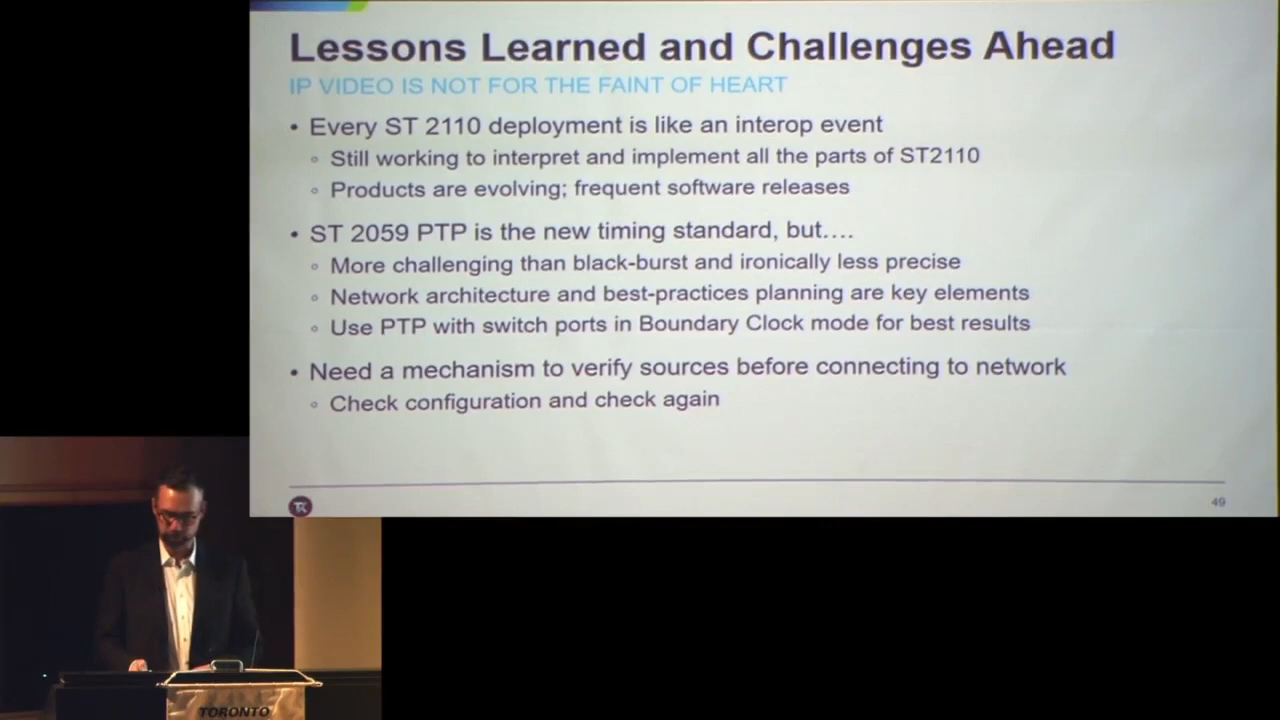 Lessons Learned and Challenges Ahead
IP VIDEO IS NOT FOR THE FAINT OF HEART
• Every ST 2110 deployment is like an interop event
◦ Still working to interpret and implement all the parts of ST2110
◦ Products are evolving; frequent software releases
• ST 2059 PTP is the new timing standard, but….
◦ More challenging than black-burst and ironically less precise
◦ Network architecture and best-practices planning are key elements
◦ Use PTP with switch ports in Boundary Clock mode for best results
• Need a mechanism to verify sources before connecting to network
◦ Check configuration and check again
49
TORONTO